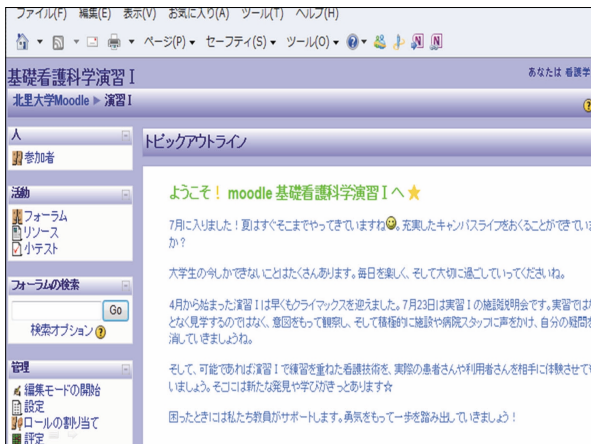 ファイル(F) 編集(E) 表示(V) お気に入り(A) ツール(T) ヘルプ(H)
ページ(P) セーフティ(S) ツール(O)
基礎看護科学演習Ⅰ
あなたは 看護学
北里大学Moodle ▶ 演習Ⅰ
人
参加者
活動
フォーラム
リソース
小テスト
フォーラムの検索
Go
検索オプション
管理
編集モードの開始
設定
ロールの割り当て
評定
トピックアウトライン
ようこそ！ moodle 基礎看護科学演習Ⅰへ
7月に入りました！夏はすぐそこまでやってきていますね。充実したキャンパスライフをおくることができていま
か？
大学生の今しかできないことはたくさんあります。毎日を楽しく、そして大切に過ごしていってくださいね。
4月から始まった演習Ⅰは早くもクライマックスを迎えました。7月23日は実習Ⅰの施設説明会です。実習では
となく見学するのではなく、意図をもって観察し、そして積極的に施設や病院スタッフに声をかけ、自分の疑問を
消していきましょうね。
そして、可能であれば演習Ⅰで練習を重ねた看護技術を、実際の患者さんや利用者さんを相手に体験させても
いましょう。そコには新たな発見や学びがきっとあります☆
困ったときには私たち教員がサポートします。勇気をもって一歩を踏み出していきましょう！